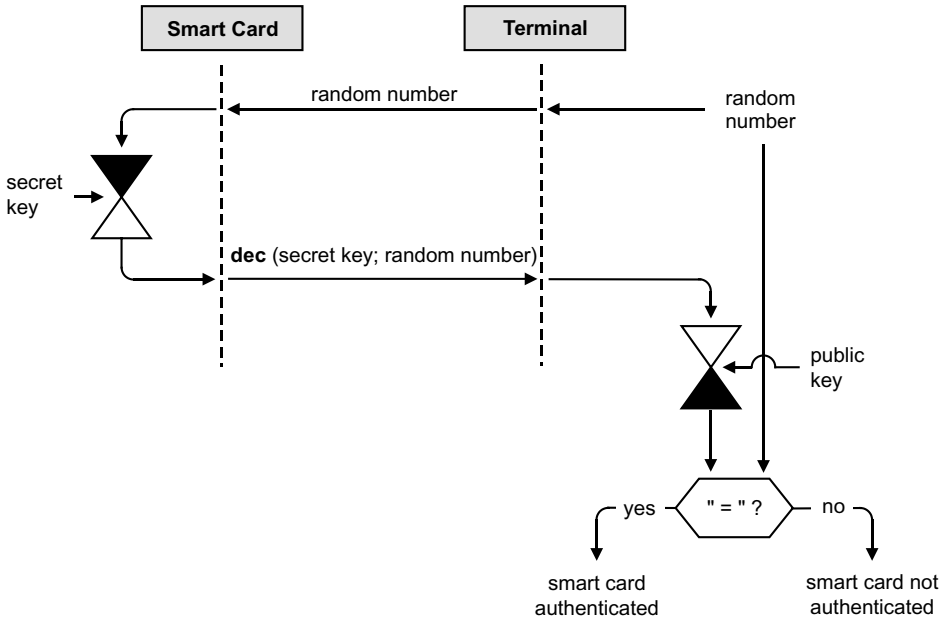 Smart Card
Terminal
random number
random
number
secret
key
dec (secret key; random number)
public
key
yes
" = " ?
no
smart card
authenticated
smart card not
authenticated